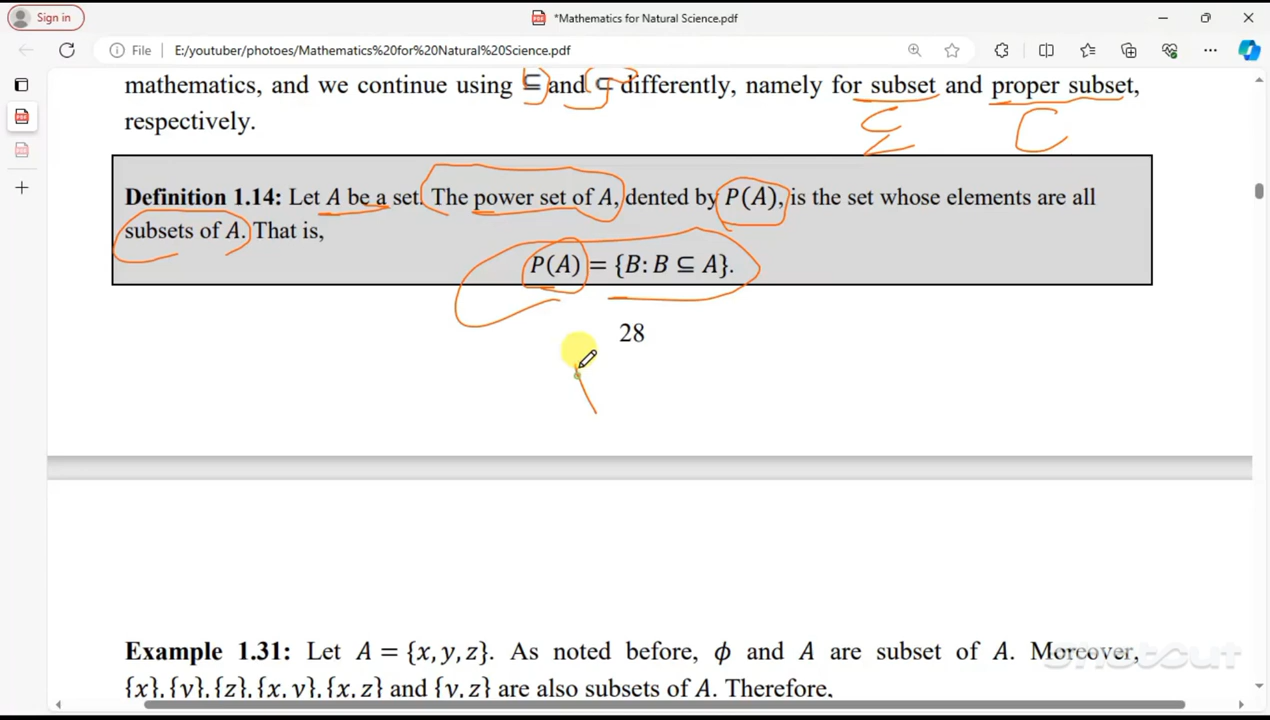 Sign in
*Mathematics for Natural Science.pdf
File
E:/youtuber/photoes/Mathematics%20for%20Natural%20Science.pdf
mathematics, and we continue using ⊆ and ⊂ differently, namely for subset and proper subset,
respectively.
⊆ ⊂
Definition 1.14: Let A be a set. The power set of A, dented by P(A), is the set whose elements are all
subsets of A. That is,
P(A) = {B: B ⊆ A}.
28
Example 1.31: Let A = {x, y, z}. As noted before, ϕ and A are subset of A. Moreover,
{x}, {y}, {z}, {x, y}, {x, z} and {y, z} are also subsets of A. Therefore,
shotcut